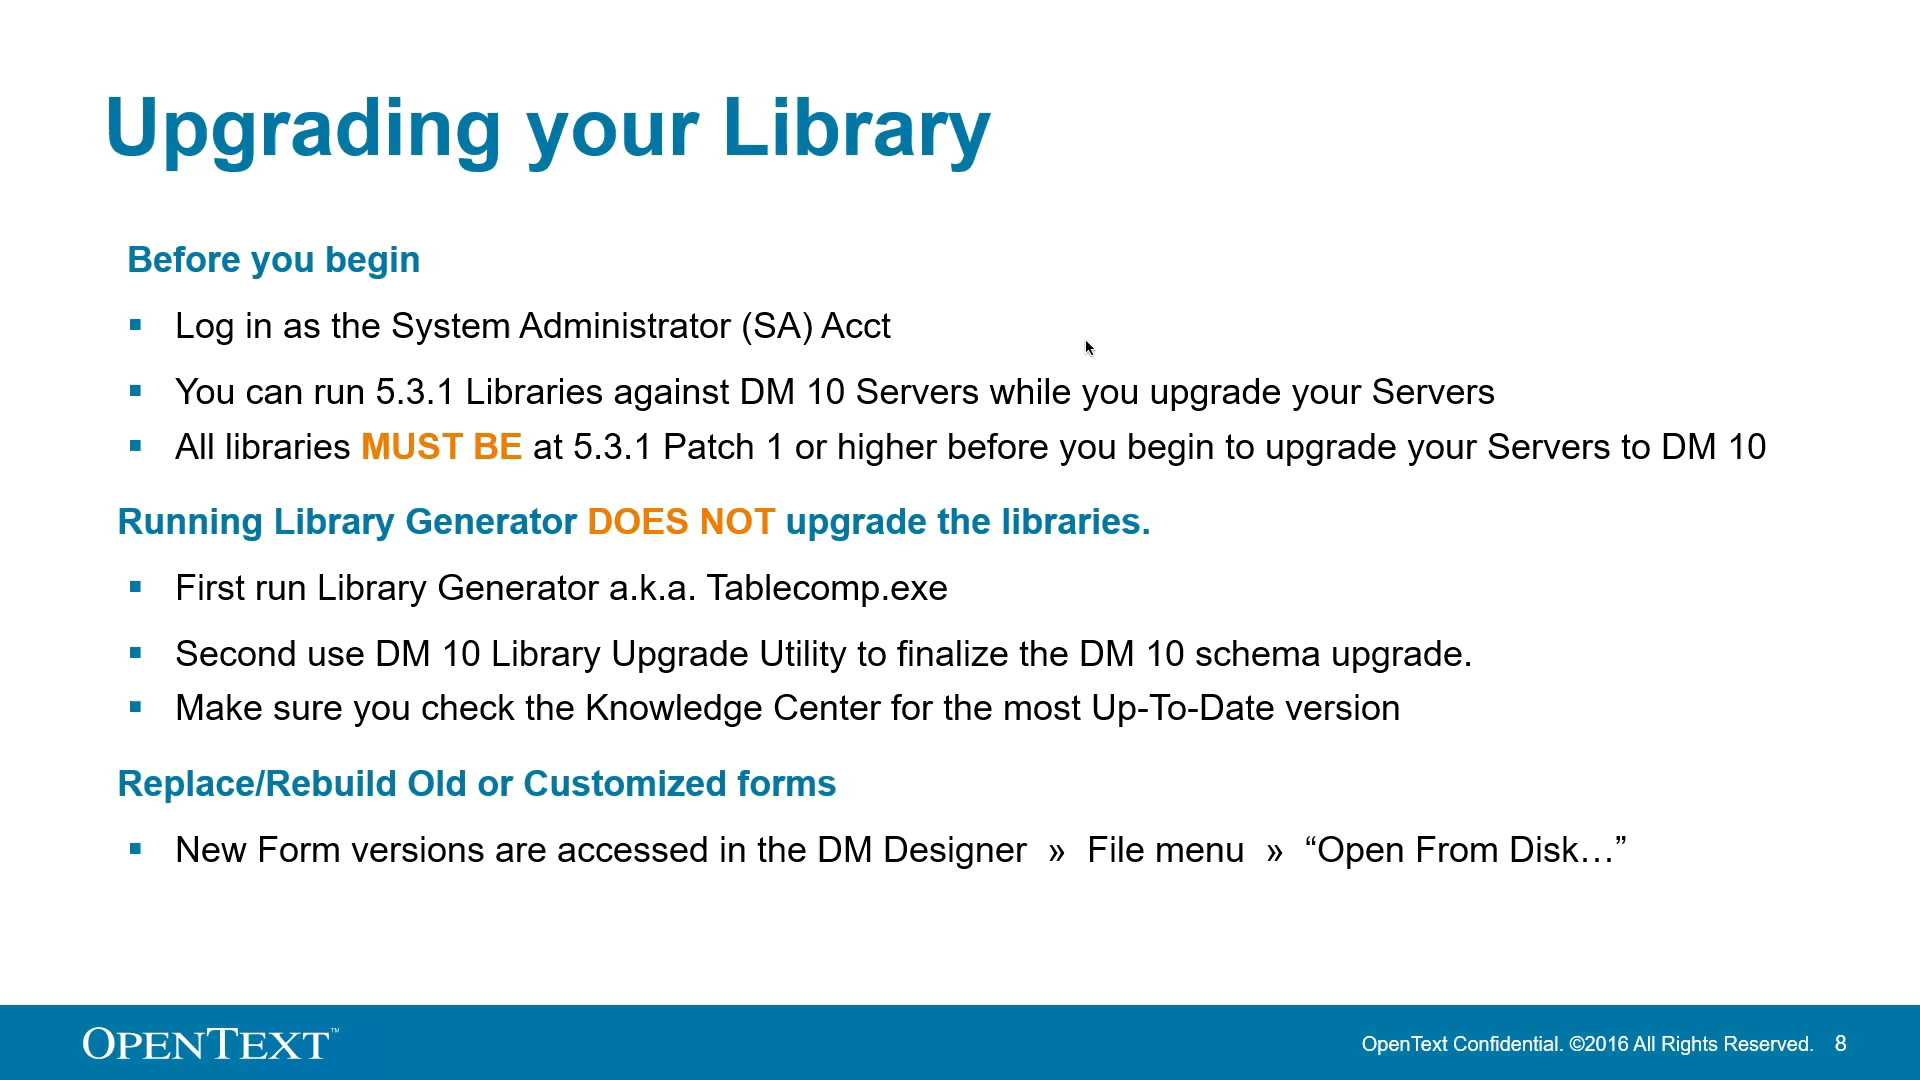 Upgrading your Library
Before you begin
▪ Log in as the System Administrator (SA) Acct
▪ You can run 5.3.1 Libraries against DM 10 Servers while you upgrade your Servers
▪ All libraries MUST BE at 5.3.1 Patch 1 or higher before you begin to upgrade your Servers to DM 10
Running Library Generator DOES NOT upgrade the libraries.
▪ First run Library Generator a.k.a. Tablecomp.exe
▪ Second use DM 10 Library Upgrade Utility to finalize the DM 10 schema upgrade.
▪ Make sure you check the Knowledge Center for the most Up-To-Date version
Replace/Rebuild Old or Customized forms
▪ New Form versions are accessed in the DM Designer » File menu » “Open From Disk…”
OPENTEXT™
OpenText Confidential. ©2016 All Rights Reserved. 8